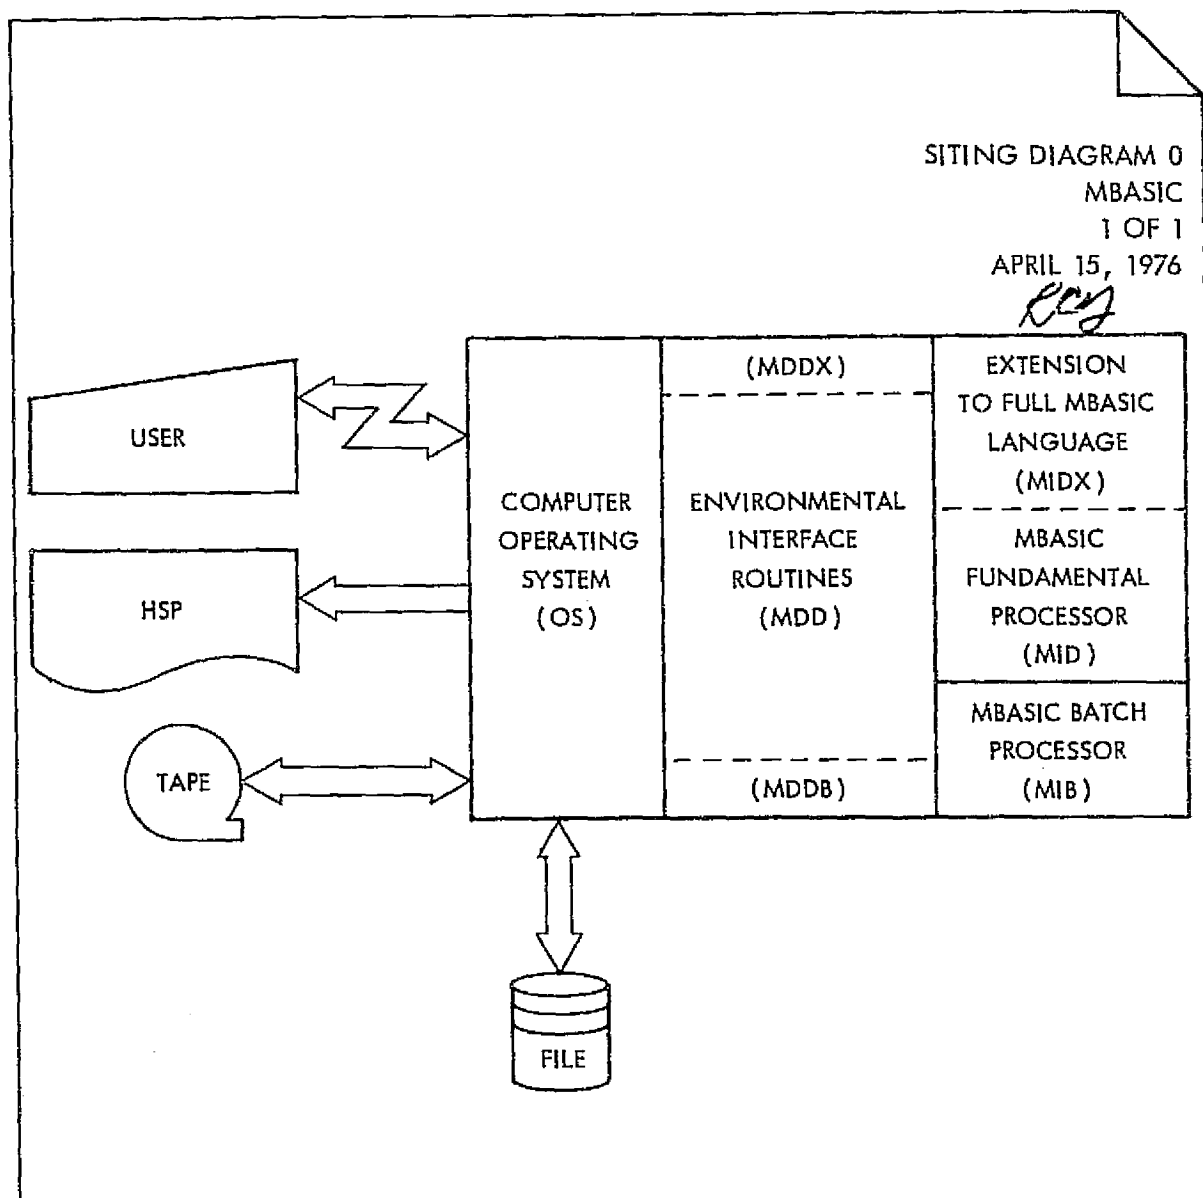 SITING DIAGRAM 0
MBASIC
1 OF 1
APRIL 15, 1976
USER
HSP
TAPE
FILE
COMPUTER
OPERATING
SYSTEM
(OS)
(MDDX)
ENVIRONMENTAL
INTERFACE
ROUTINES
(MDD)
(MDDB)
EXTENSION
TO FULL MBASIC
LANGUAGE
(MIDX)
MBASIC
FUNDAMENTAL
PROCESSOR
(MID)
MBASIC BATCH
PROCESSOR
(MIB)